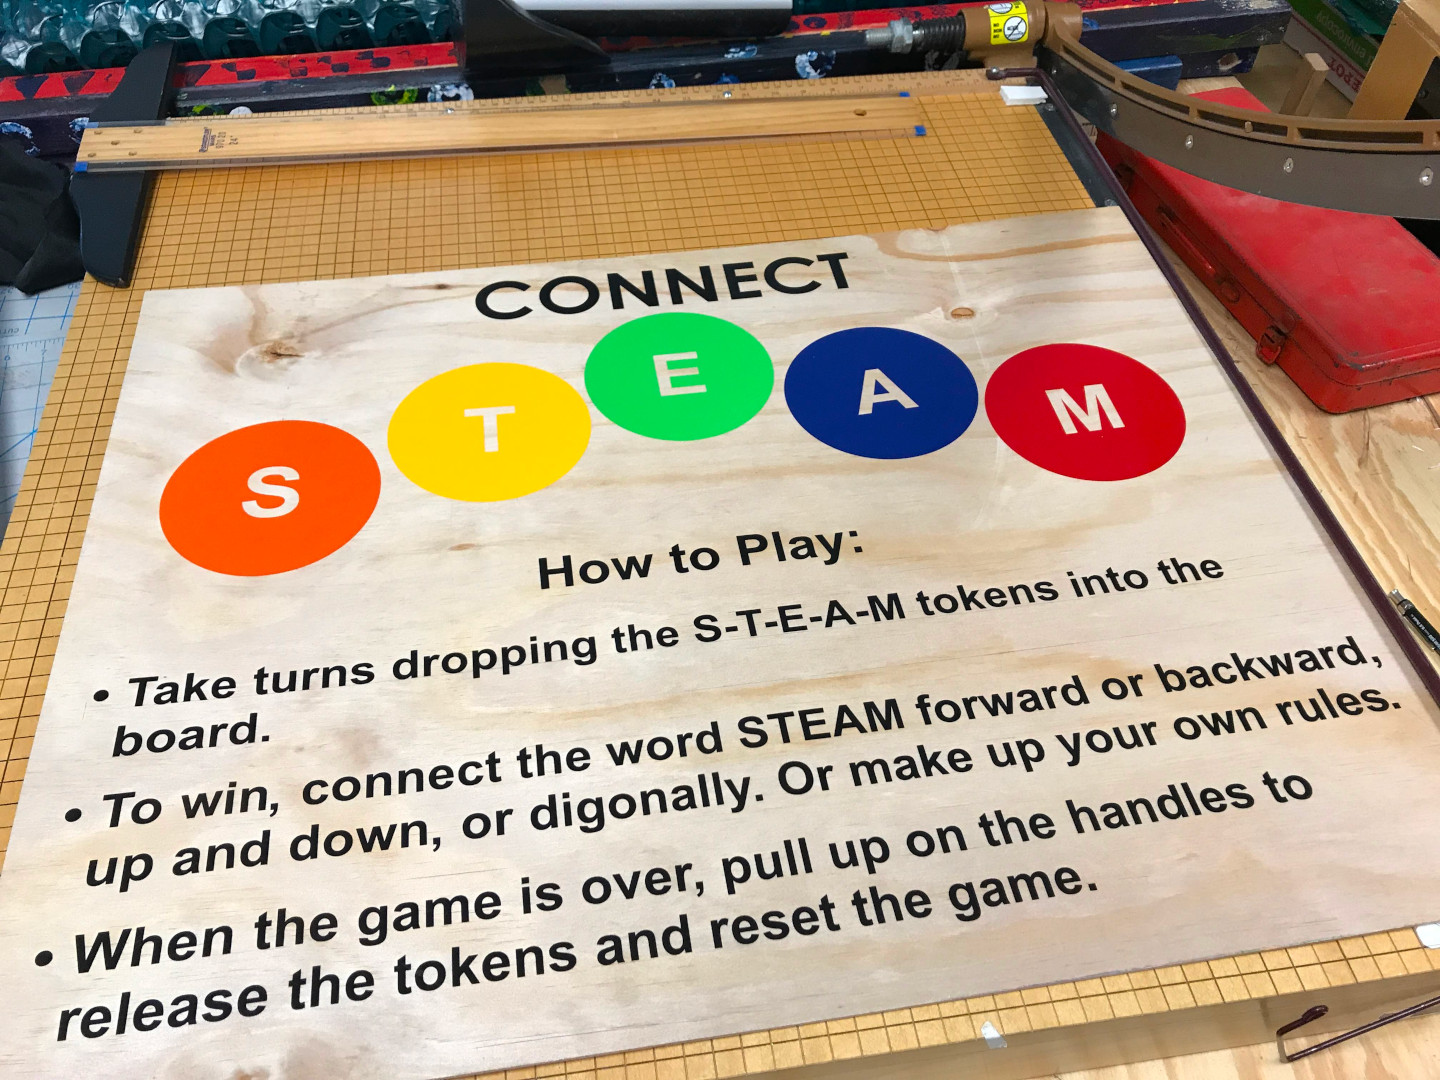 CONNECT
S T E A M
How to Play:
• Take turns dropping the S-T-E-A-M tokens into the
board.
• To win, connect the word STEAM forward or backward,
up and down, or digonally. Or make up your own rules.
• When the game is over, pull up on the handles to
release the tokens and reset the game.